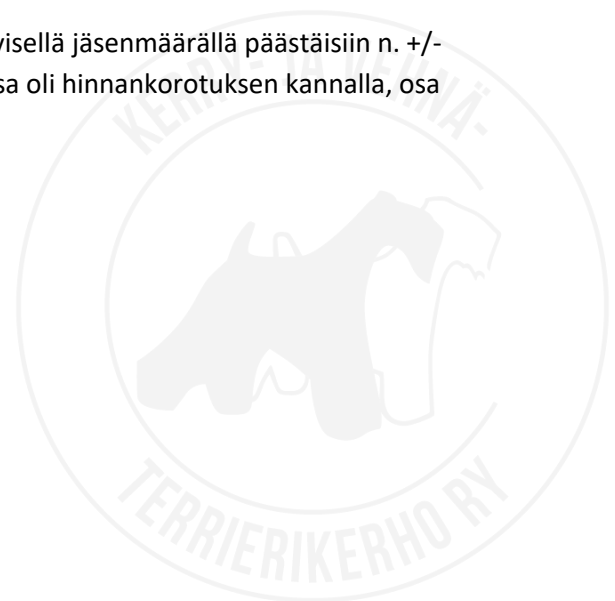 visellä jäsenmäärällä päästäisiin n. +/-
sa oli hinnankorotuksen kannalla, osa
KERRY- JA VEHNÄ-
TERRIERIKERHO RY